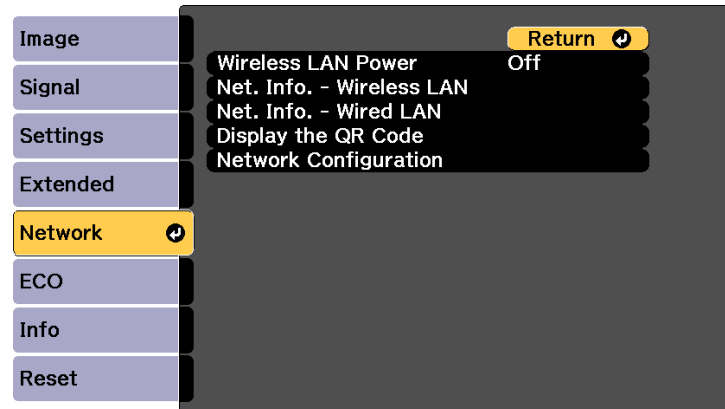 Image
Signal
Settings
Extended
Network
ECO
Info
Reset
Return
Wireless LAN Power Off
Net. Info. - Wireless LAN
Net. Info. - Wired LAN
Display the QR Code
Network Configuration